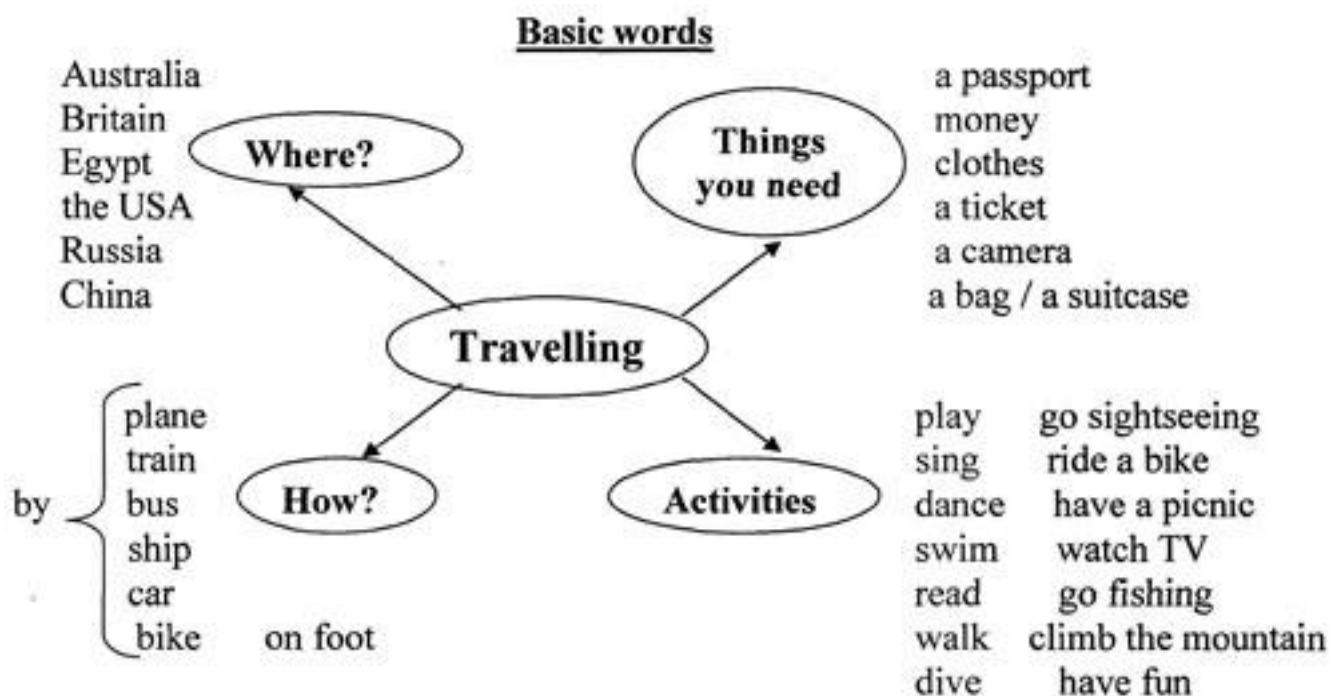 Basic words
Australia
Britain
Egypt
the USA
Russia
China
Where?
Things
you need
a passport
money
clothes
a ticket
a camera
a bag / a suitcase
Travelling
by
plane
train
bus
ship
car
bike on foot
How?
Activities
play go sightseeing
sing ride a bike
dance have a picnic
swim watch TV
read go fishing
walk climb the mountain
dive have fun